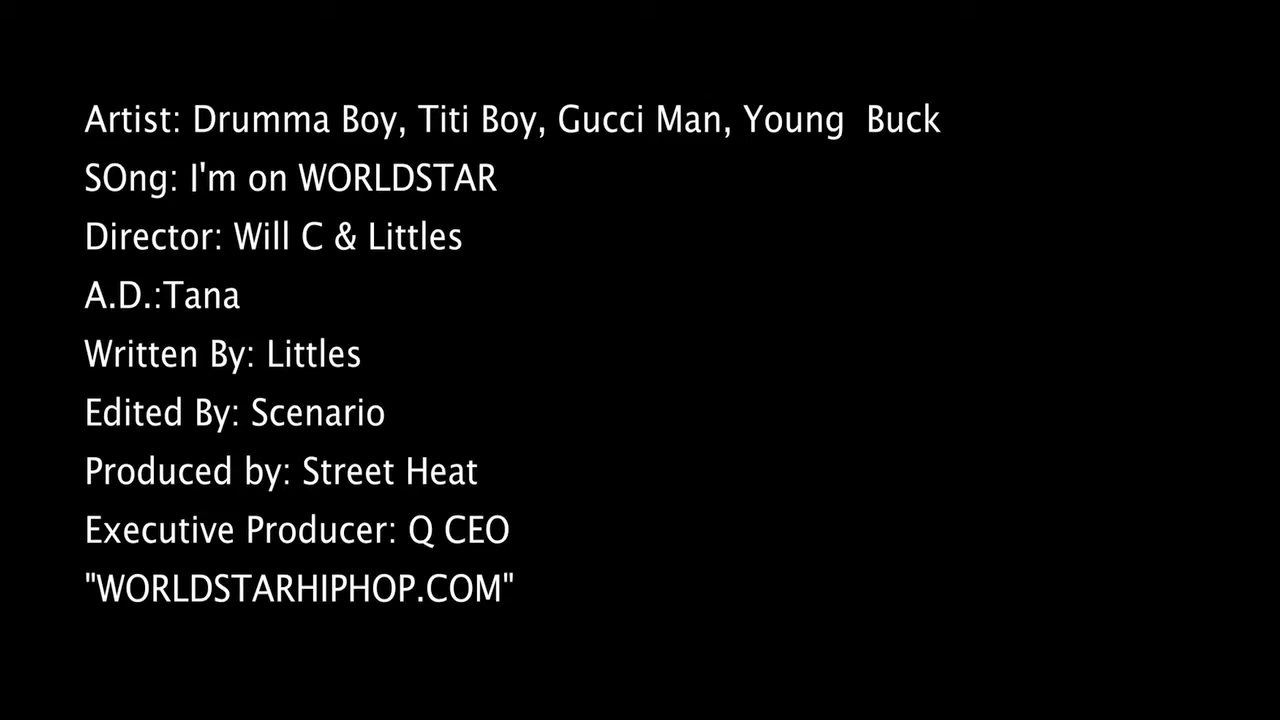 Artist: Drumma Boy, Titi Boy, Gucci Man, Young  Buck
SOng: I'm on WORLDSTAR
Director: Will C & Littles
A.D.:Tana
Written By: Littles
Edited By: Scenario
Produced by: Street Heat
Executive Producer: Q CEO
"WORLDSTARHIPHOP.COM"